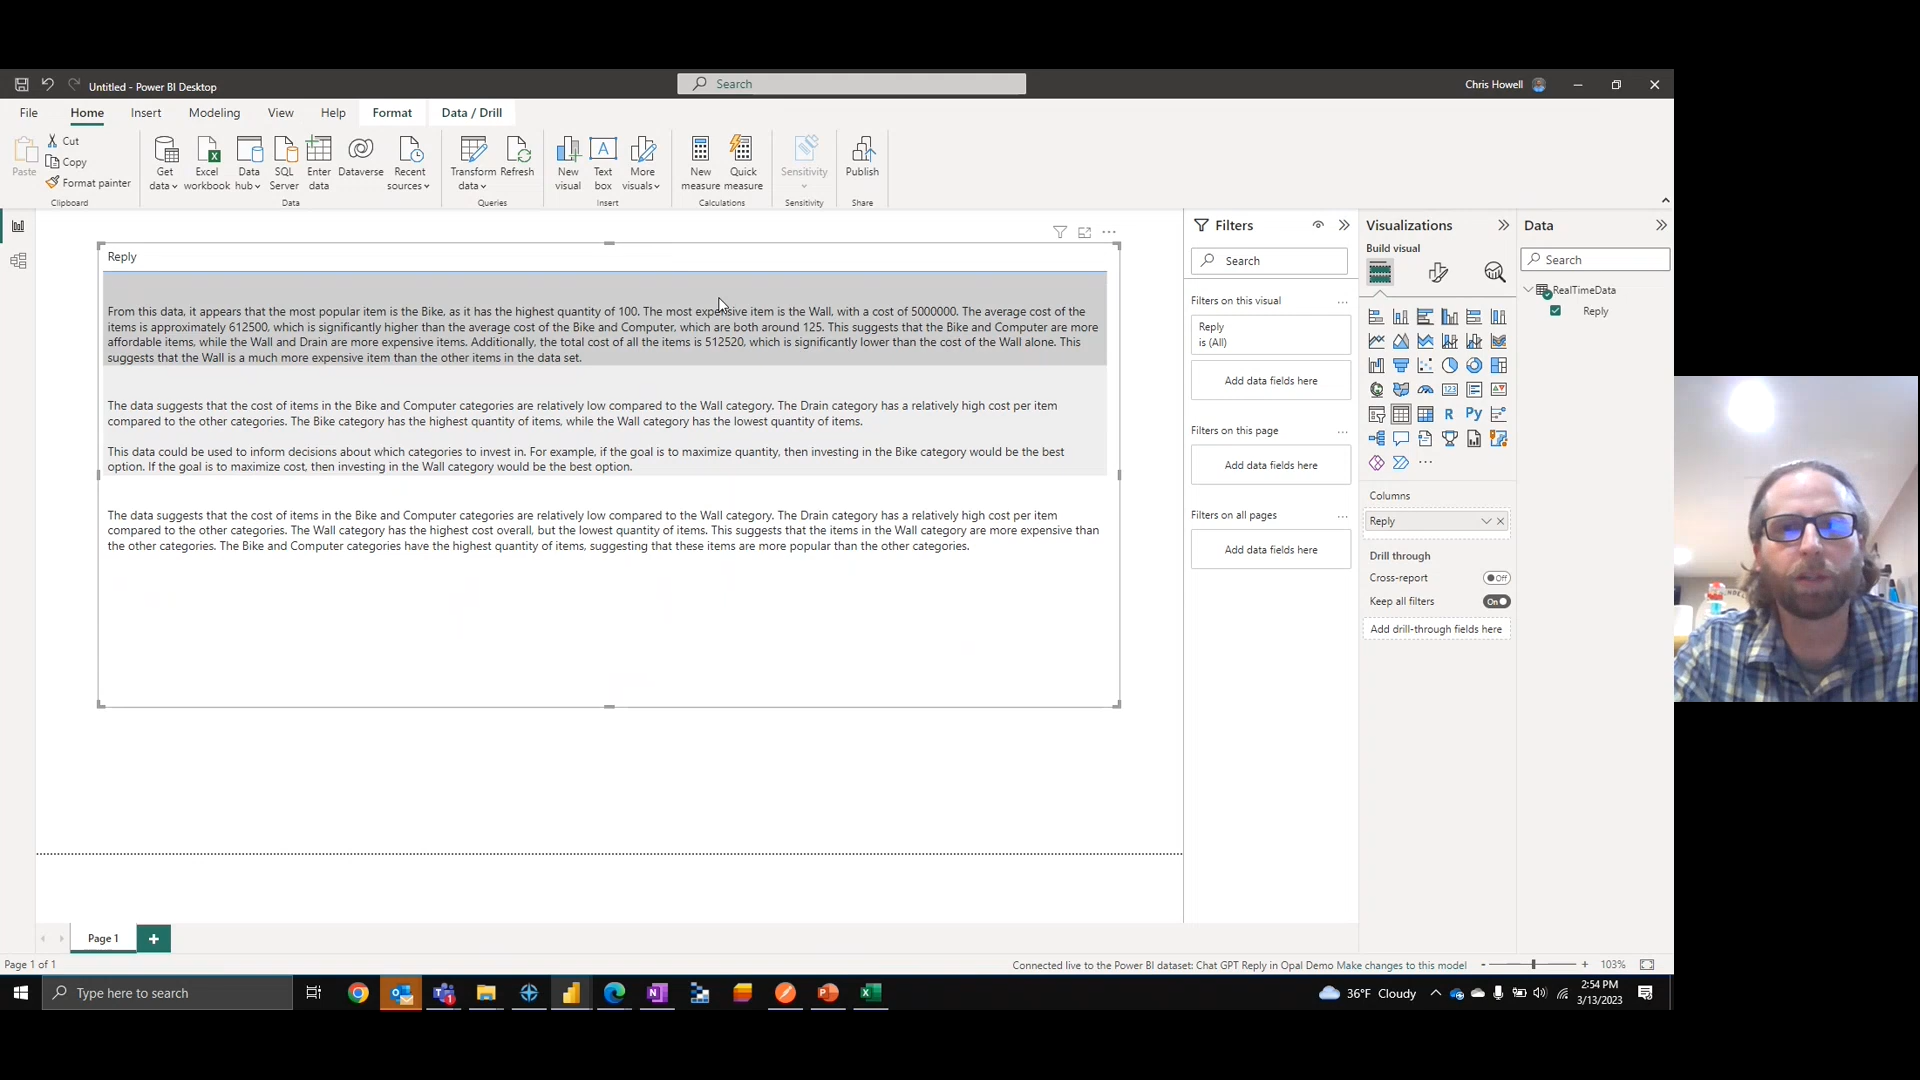 Untitled - Power BI Desktop
Search
Chris Howell
File Home Insert Modeling View Help Format Data / Drill
Paste
Cut
Copy
Format painter
Clipboard
Get data
Excel workbook
Data hub
SQL Server
Enter data
Dataverse
Recent sources
Data
Transform data
Refresh
Queries
New visual
Text box
More visuals
Insert
New measure
Quick measure
Calculations
Sensitivity
Sensitivity
Publish
Share
Reply
From this data, it appears that the most popular item is the Bike, as it has the highest quantity of 100. The most expensive item is the Wall, with a cost of 5000000. The average cost of the
items is approximately 612500, which is significantly higher than the average cost of the Bike and Computer, which are both around 125. This suggests that the Bike and Computer are more
affordable items, while the Wall and Drain are more expensive items. Additionally, the total cost of all the items is 512520, which is significantly lower than the cost of the Wall alone. This
suggests that the Wall is a much more expensive item than the other items in the data set.
The data suggests that the cost of items in the Bike and Computer categories are relatively low compared to the Wall category. The Drain category has a relatively high cost per item
compared to the other categories. The Bike category has the highest quantity of items, while the Wall category has the lowest quantity of items.
This data could be used to inform decisions about which categories to invest in. For example, if the goal is to maximize quantity, then investing in the Bike category would be the best
option. If the goal is to maximize cost, then investing in the Wall category would be the best option.
The data suggests that the cost of items in the Bike and Computer categories are relatively low compared to the Wall category. The Drain category has a relatively high cost per item
compared to the other categories. The Wall category has the highest cost overall, but the lowest quantity of items. This suggests that the items in the Wall category are more expensive than
the other categories. The Bike and Computer categories have the highest quantity of items, suggesting that these items are more popular than the other categories.
Filters
Search
Filters on this visual
Reply
is (All)
Add data fields here
Filters on this page
Add data fields here
Filters on all pages
Add data fields here
Visualizations
Build visual
R Py
123
Columns
Reply
Drill through
Cross-report
Off
Keep all filters
On
Add drill-through fields here
Data
Search
RealTimeData
Reply
Page 1
Page 1 of 1
Connected live to the Power BI dataset: Chat GPT Reply in Opal Demo Make changes to this model
103%
Type here to search
36°F Cloudy
2:54 PM
3/13/2023